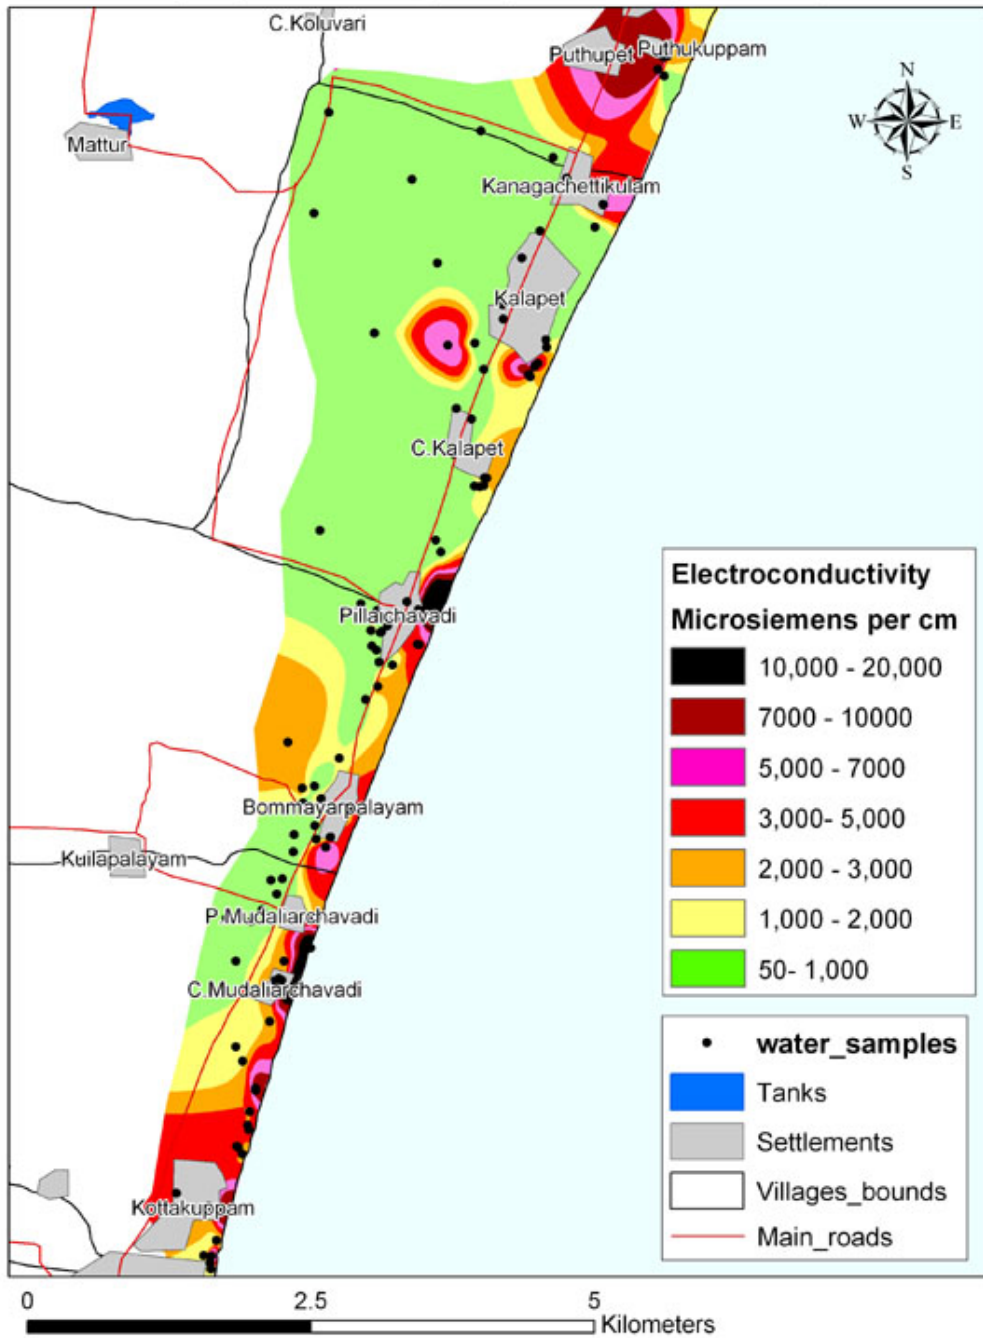 C.Koluvari
Puthupet
Puthukuppam
Mattur
N
W
E
S
Kanagachettikulam
Kalapet
C.Kalapet
Pillaichavadi
Bommayarpalayam
Kuilapalayam
P.Mudaliarchavadi
C.Mudaliarchavadi
Kottakuppam
Electroconductivity
Microsiemens per cm
10,000 - 20,000
7000 - 10000
5,000 - 7000
3,000- 5,000
2,000 - 3,000
1,000 - 2,000
50- 1,000
water_samples
Tanks
Settlements
Villages_bounds
Main_roads
0 2.5 5
Kilometers